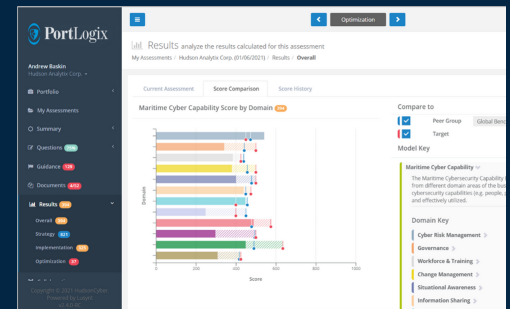 PortLogix
Optimization
Results analyze the results calculated for this assessment
My Assessments / Hudson Analytix Corp. (01/06/2021) / Results / Overall
Andrew Baskin
Hudson Analytix Corp.
Portfolio
My Assessments
Summary
Questions
Guidance
Documents
Results
Overall
Strategy
Implementation
Optimization
Copyright © 2021 HudsonCyber
Powered by
Current Assessment
Score Comparison
Score History
Maritime Cyber Capability Score by Domain
Domain
0 200 400 600 800 1000
Score
Compare to
Peer Group
Global Benc
Target
Model Key
Maritime Cyber Capability
The Maritime Cybersecurity Capability
from different domain areas of the bus
cybersecurity capabilities (e.g. people, p
and effectively utilized.
Domain Key
Cyber Risk Management
Governance
Workforce & Training
Change Management
Situational Awareness
Information Sharing